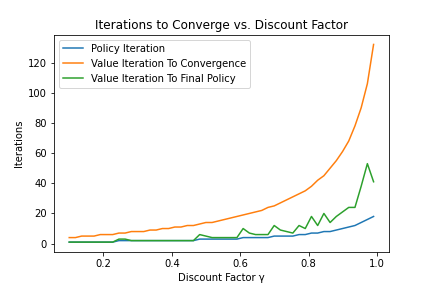 Iterations to Converge vs. Discount Factor
Policy Iteration
Value Iteration To Convergence
Value Iteration To Final Policy
Iterations
120
100
80
60
40
20
0
0.2 0.4 0.6 0.8 1.0
Discount Factor γ